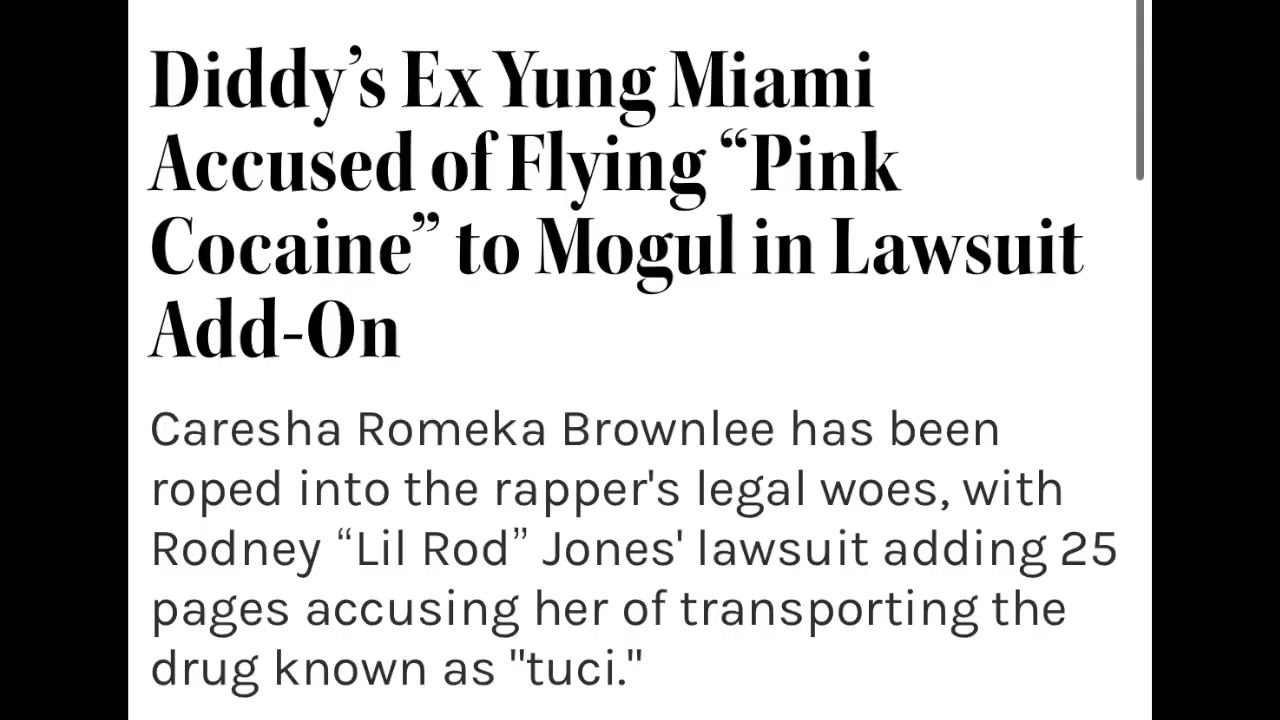 Diddy’s Ex Yung Miami
Accused of Flying “Pink
Cocaine” to Mogul in Lawsuit
Add-On
Caresha Romeka Brownlee has been
roped into the rapper's legal woes, with
Rodney “Lil Rod” Jones' lawsuit adding 25
pages accusing her of transporting the
drug known as "tuci."